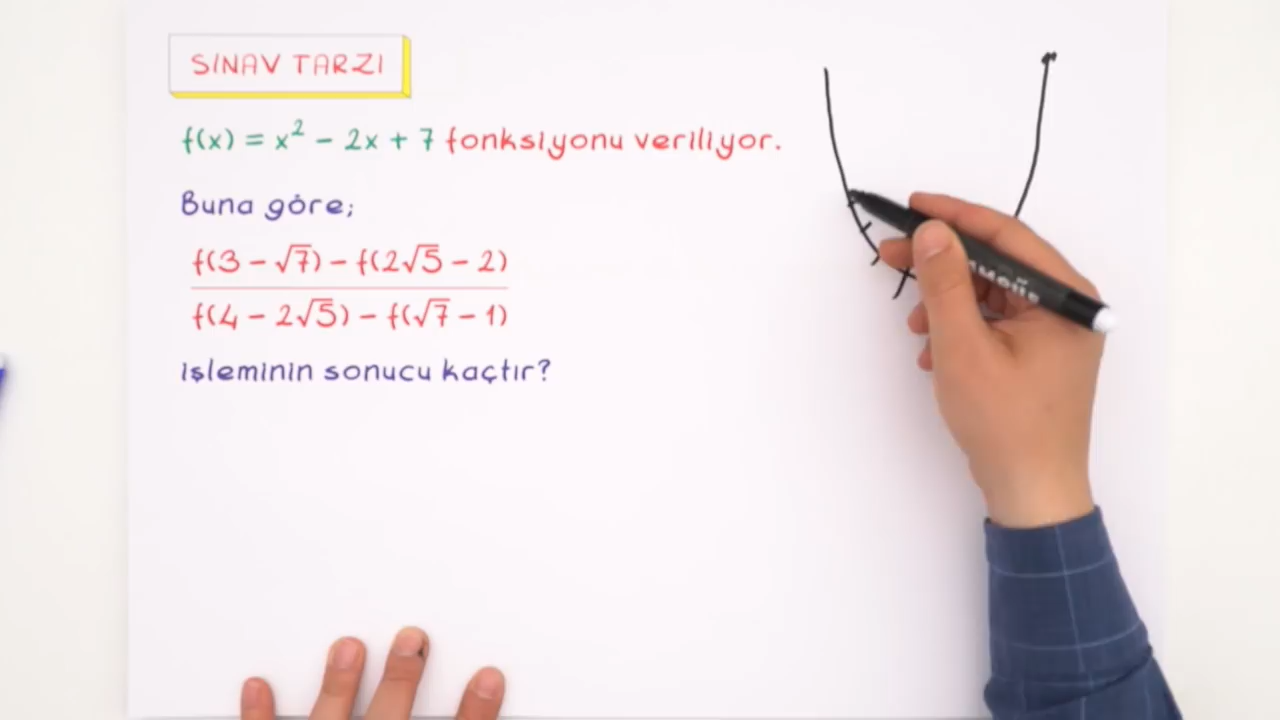 SINAV TARZI
f(x) = x² - 2x + 7 fonksiyonu veriliyor.
Buna göre;
f(3 - √7) - f(2√5 - 2)
f(4 - 2√5) - f(√7 - 1)
işleminin sonucu kaçtır?